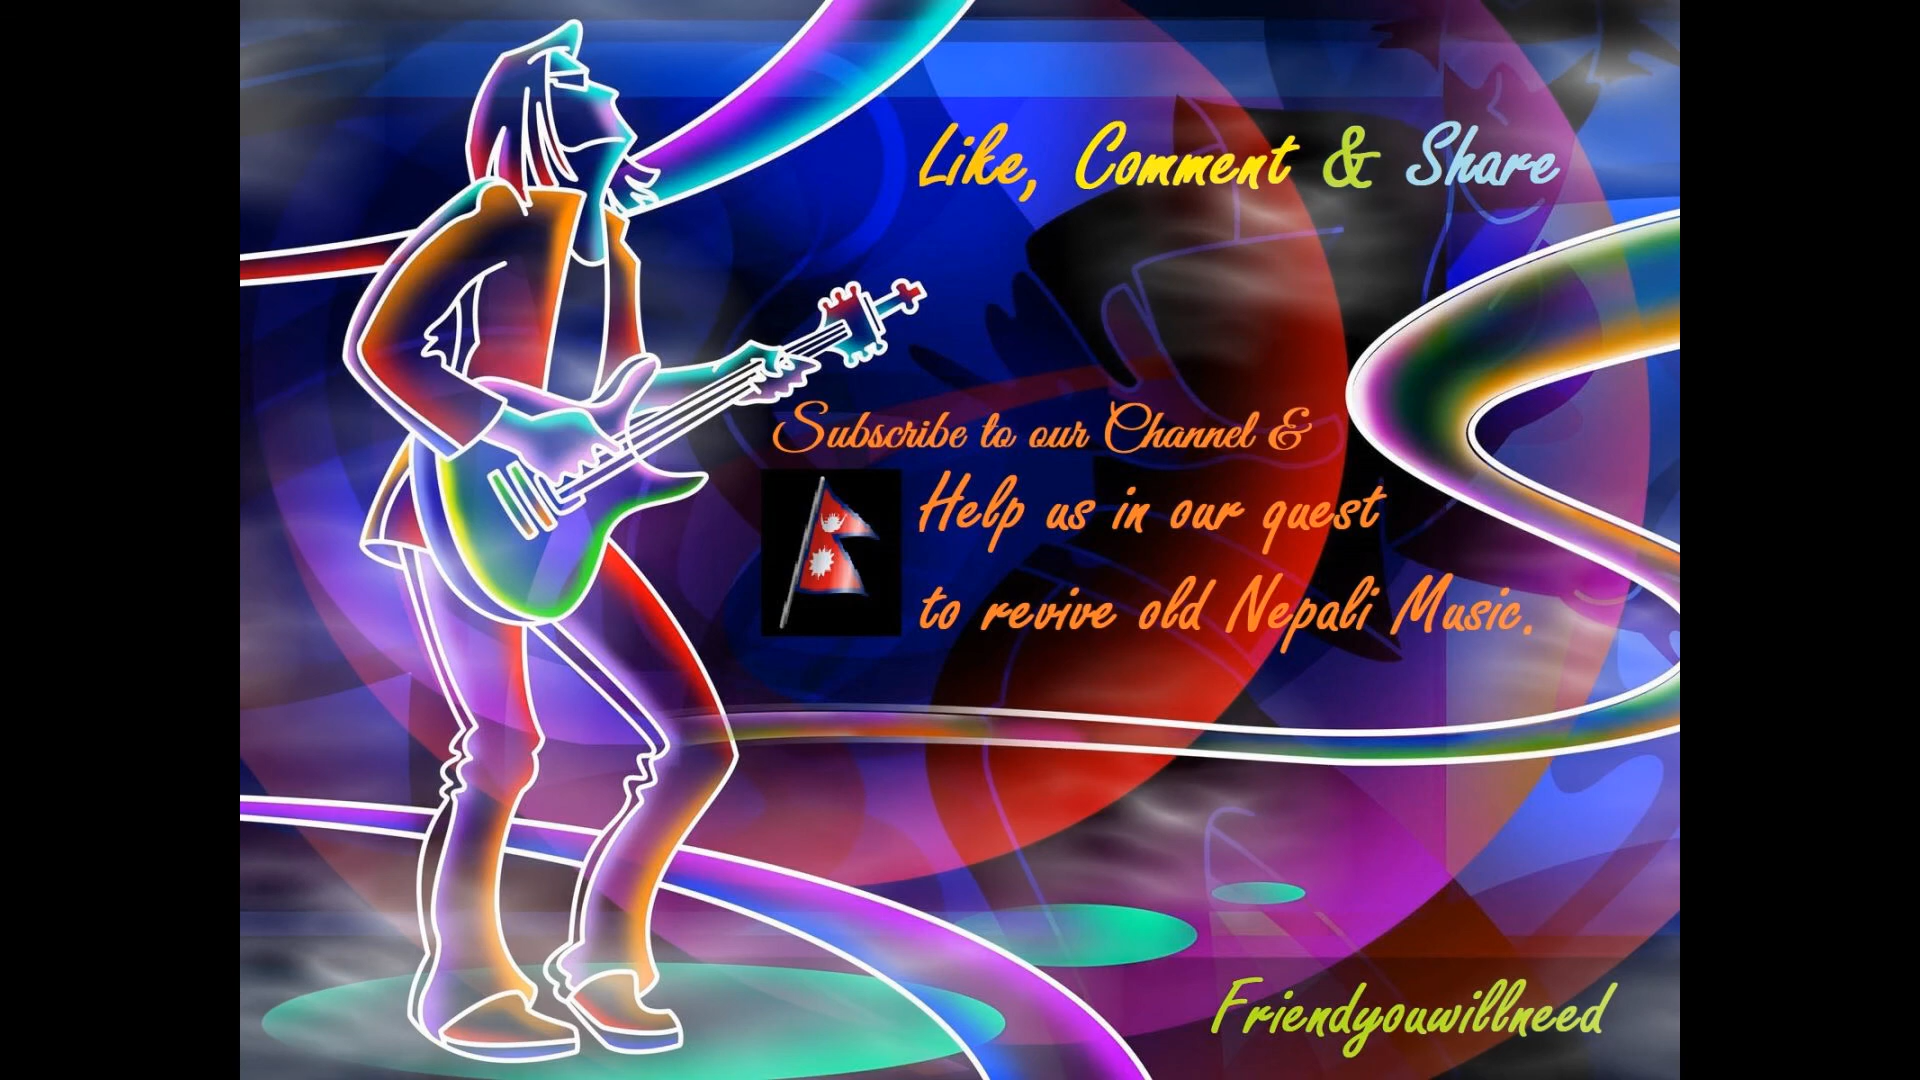 Like, Comment & Share
Subscribe to our Channel &
Help us in our quest
to revive old Nepali Music.
Friendyouwillneed